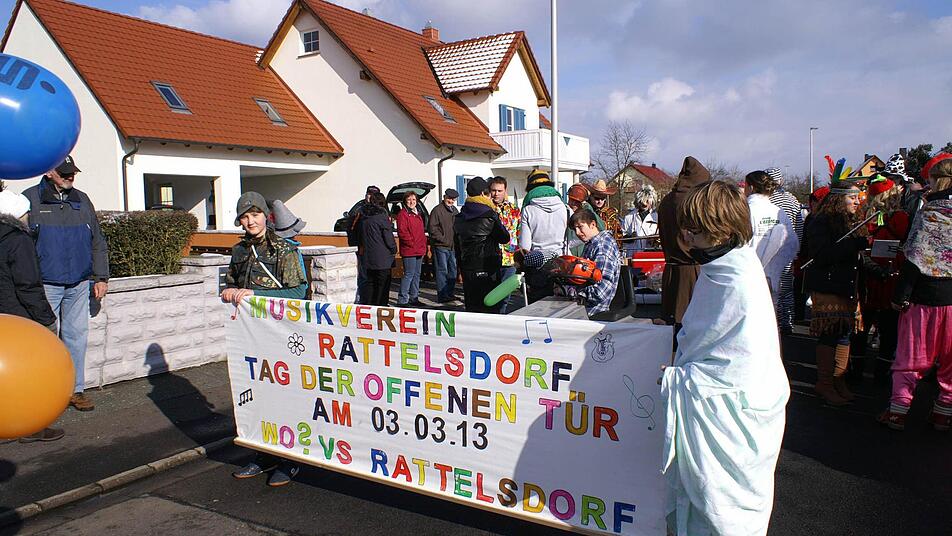 MUSIKVEREIN
RATTELSDORF
TAG DER OFFENEN TÜR
AM 03.03.13
WO? VS RATTELSDORF